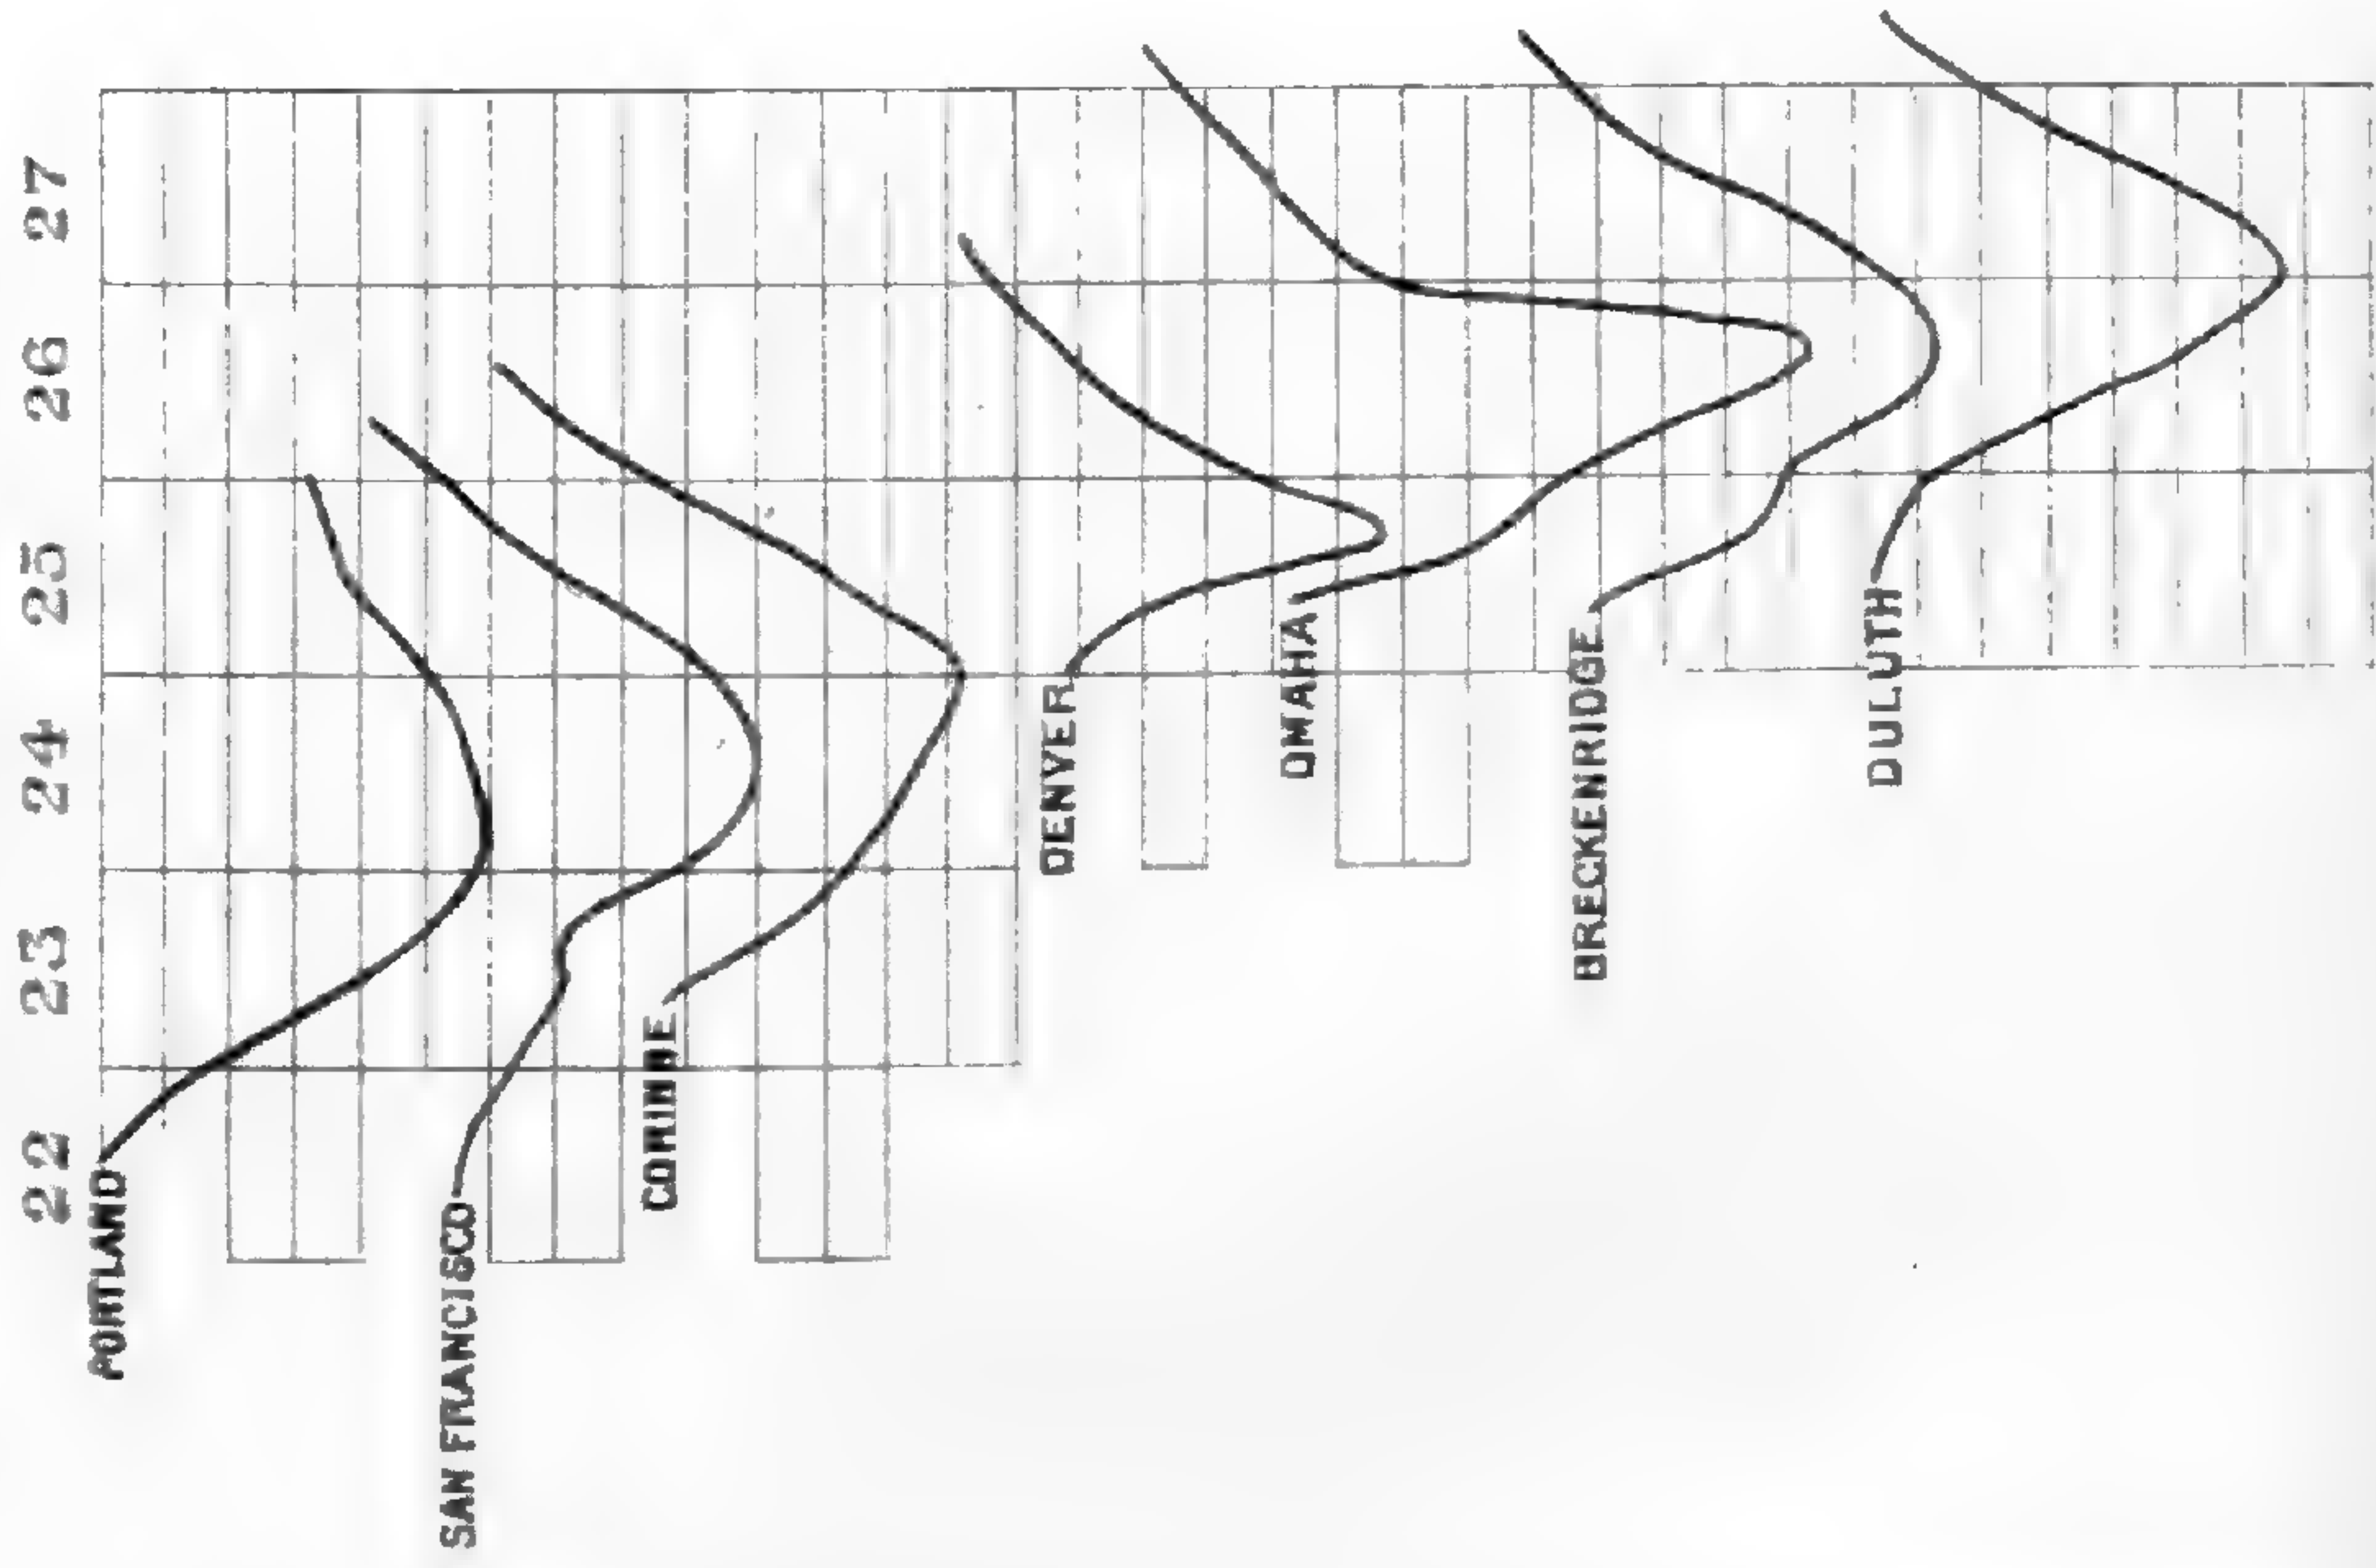 22 23 24 25 26 27
PORTLAND
SAN FRANCISCO
CORINNE
DENVER
OMAHA
BRECKENRIDGE
DULUTH